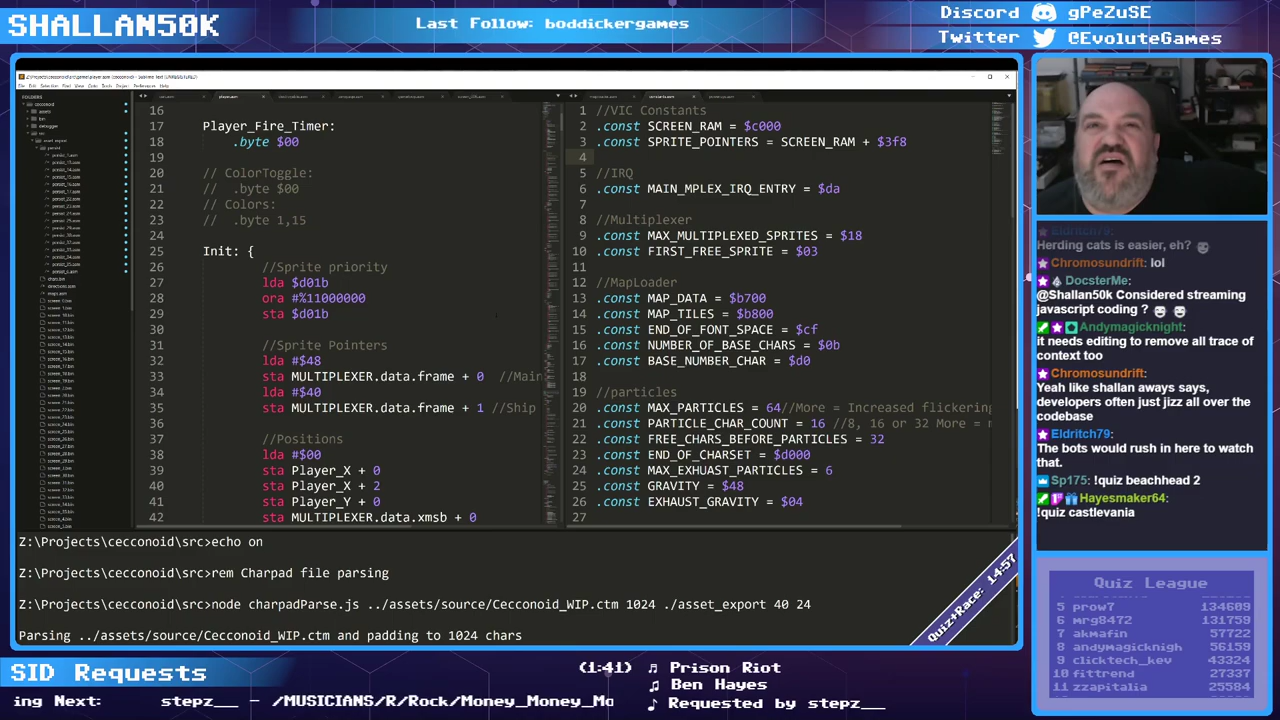 SHALLAN50K
Last Follow: boddickergames
Discord gPeZuSE
Twitter @EvoluteGames
16
17 Player_Fire_Timer:
18 .byte $00
19
20 // ColorToggle:
21 // .byte $00
22 // Colors:
23 // .byte 1,15
24
25 Init: {
26 //Sprite priority
27 lda $d01b
28 ora #%11000000
29 sta $d01b
30
31 //Sprite Pointers
32 lda #$48
33 sta MULTIPLEXER.data.frame + 0 //Main
34 lda #$40
35 sta MULTIPLEXER.data.frame + 1 //Ship
36
37 //Positions
38 lda #$00
39 sta Player_X + 0
40 sta Player_X + 2
41 sta Player_Y + 0
42 sta MULTIPLEXER.data.xmsb + 0
1 //VIC Constants
2 .const SCREEN_RAM = $c000
3 .const SPRITE_POINTERS = SCREEN_RAM + $3f8
4
5 //IRQ
6 .const MAIN_MPLEX_IRQ_ENTRY = $da
7
8 //Multiplexer
9 .const MAX_MULTIPLEXED_SPRITES = $18
10 .const FIRST_FREE_SPRITE = $03
11
12 //MapLoader
13 .const MAP_DATA = $b700
14 .const MAP_TILES = $b800
15 .const END_OF_FONT_SPACE = $cf
16 .const NUMBER_OF_BASE_CHARS = $0b
17 .const BASE_NUMBER_CHAR = $d0
18
19 //particles
20 .const MAX_PARTICLES = 64//More = Increased flickering
21 .const PARTICLE_CHAR_COUNT = 16 //8, 16 or 32 More =
22 .const FREE_CHARS_BEFORE_PARTICLES = 32
23 .const END_OF_CHARSET = $d000
24 .const MAX_EXHUAST_PARTICLES = 6
25 .const GRAVITY = $48
26 .const EXHAUST_GRAVITY = $04
27
Z:\Projects\cecconoid\src>echo on
Z:\Projects\cecconoid\src>rem Charpad file parsing
Z:\Projects\cecconoid\src>node charpadParse.js ../assets/source/Cecconoid_WIP.ctm 1024 ./asset_export 40 24
Parsing ../assets/source/Cecconoid_WIP.ctm and padding to 1024 chars
Quiz+Race: 14:57
Eldritch79:
Herding cats is easier, eh?
Chromosundrift: lol
DocsterMe:
@Shallan50k Considered streaming
javascript coding ?
Andymagicknight:
it needs editing to remove all trace of
context too
Chromosundrift:
Yeah like shallan aways says,
developers often just jizz all over the
codebase
Eldritch79:
The bots would rush in here to watch
that.
Sp175: !quiz beachhead 2
Hayesmaker64:
!quiz castlevania
Quiz League
5 prow7 134609
6 mrg8472 131759
7 akmafin 57722
8 andymagicknigh 56159
9 clicktech_kev 43324
10 fittrend 27337
11 zzapitalia 25584
SID Requests
(1:41) Prison Riot
Ben Hayes
Requested by stepz__
ing Next: stepz__ - /MUSICIANS/R/Rock/Money_Money_Mo